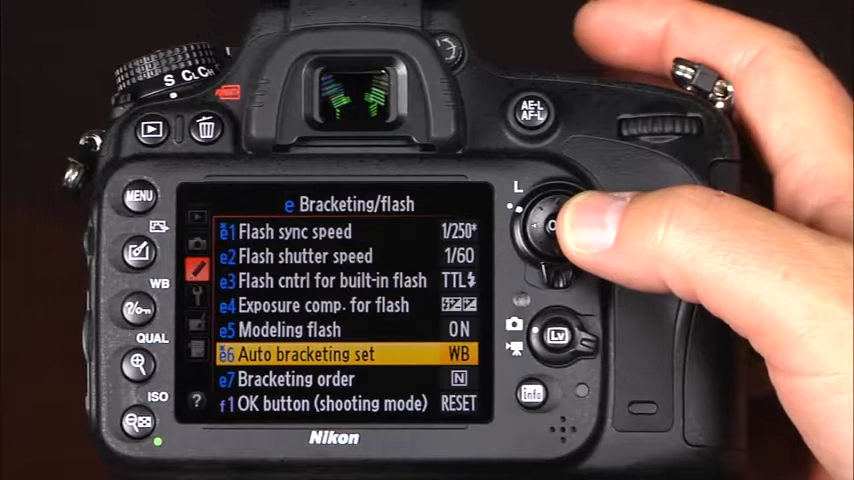 S CL CH
FORMAT
AE-L
AF-L
MENU
L
e Bracketing/flash
e1 Flash sync speed 1/250*
e2 Flash shutter speed 1/60
WB
e3 Flash cntrl for built-in flash TTL
e4 Exposure comp. for flash
?
QUAL
e5 Modeling flash ON
Lv
e6 Auto bracketing set WB
e7 Bracketing order N
ISO
info
? f1 OK button (shooting mode) RESET
Nikon